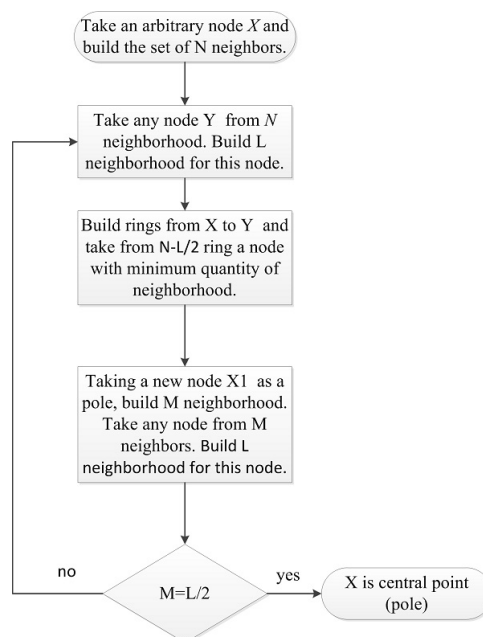 Take an arbitrary node X and
build the set of N neighbors.
Take any node Y from N
neighborhood. Build L
neighborhood for this node.
Build rings from X to Y and
take from N-L/2 ring a node
with minimum quantity of
neighborhood.
Taking a new node X1 as a
pole, build M neighborhood.
Take any node from M
neighbors. Build L
neighborhood for this node.
no
M=L/2
yes
X is central point
(pole)